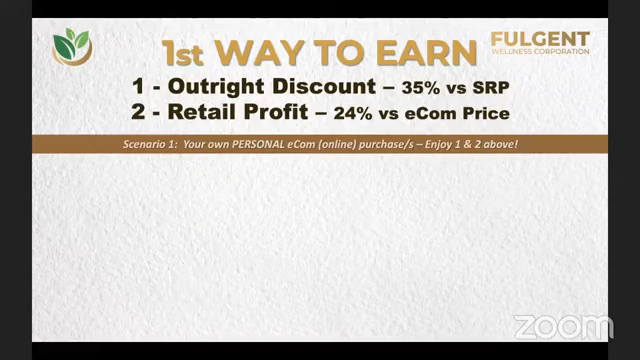 1st WAY TO EARN
FULGENT
WELLNESS CORPORATION
1 - Outright Discount – 35% vs SRP
2 - Retail Profit – 24% vs eCom Price
Scenario 1: Your own PERSONAL eCom (online) purchase/s – Enjoy 1 & 2 above!
zoom